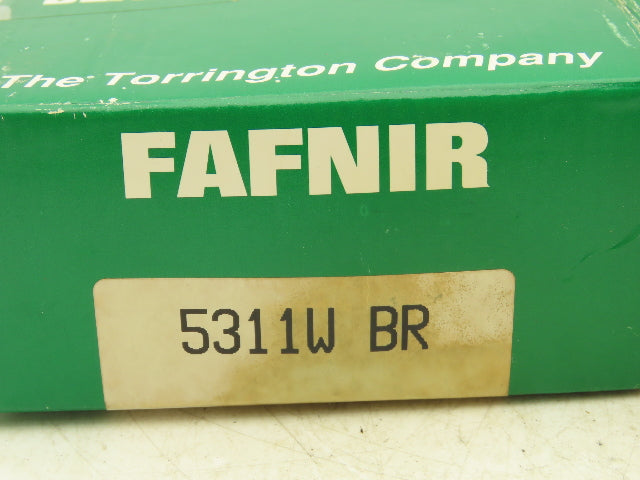 The Torrington Company
FAFNIR
5311W BR